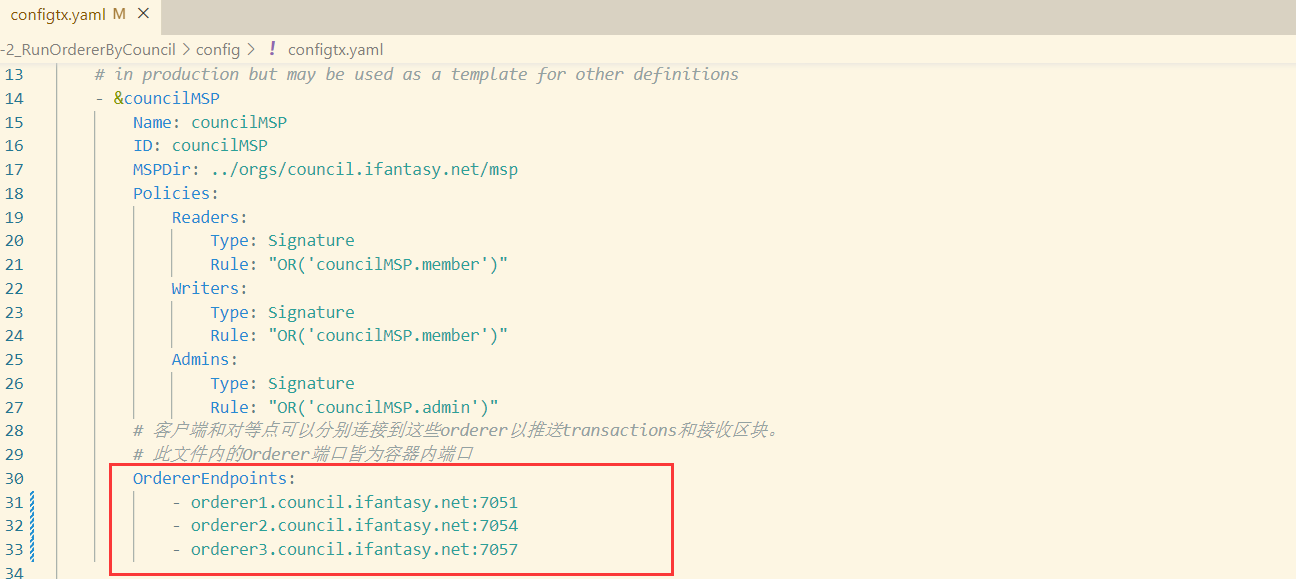 configtx.yaml M ×
-2_RunOrdererByCouncil > config > ! configtx.yaml
13 # in production but may be used as a template for other definitions
14 - &councilMSP
15 Name: councilMSP
16 ID: councilMSP
17 MSPDir: ../orgs/council.ifantasy.net/msp
18 Policies:
19 Readers:
20 Type: Signature
21 Rule: "OR('councilMSP.member')"
22 Writers:
23 Type: Signature
24 Rule: "OR('councilMSP.member')"
25 Admins:
26 Type: Signature
27 Rule: "OR('councilMSP.admin')"
28 # 客户端和对等点可以分别连接到这些orderer以推送transactions和接收区块。
29 # 此文件内的Orderer端口皆为容器内端口
30 OrdererEndpoints:
31 - orderer1.council.ifantasy.net:7051
32 - orderer2.council.ifantasy.net:7054
33 - orderer3.council.ifantasy.net:7057
34